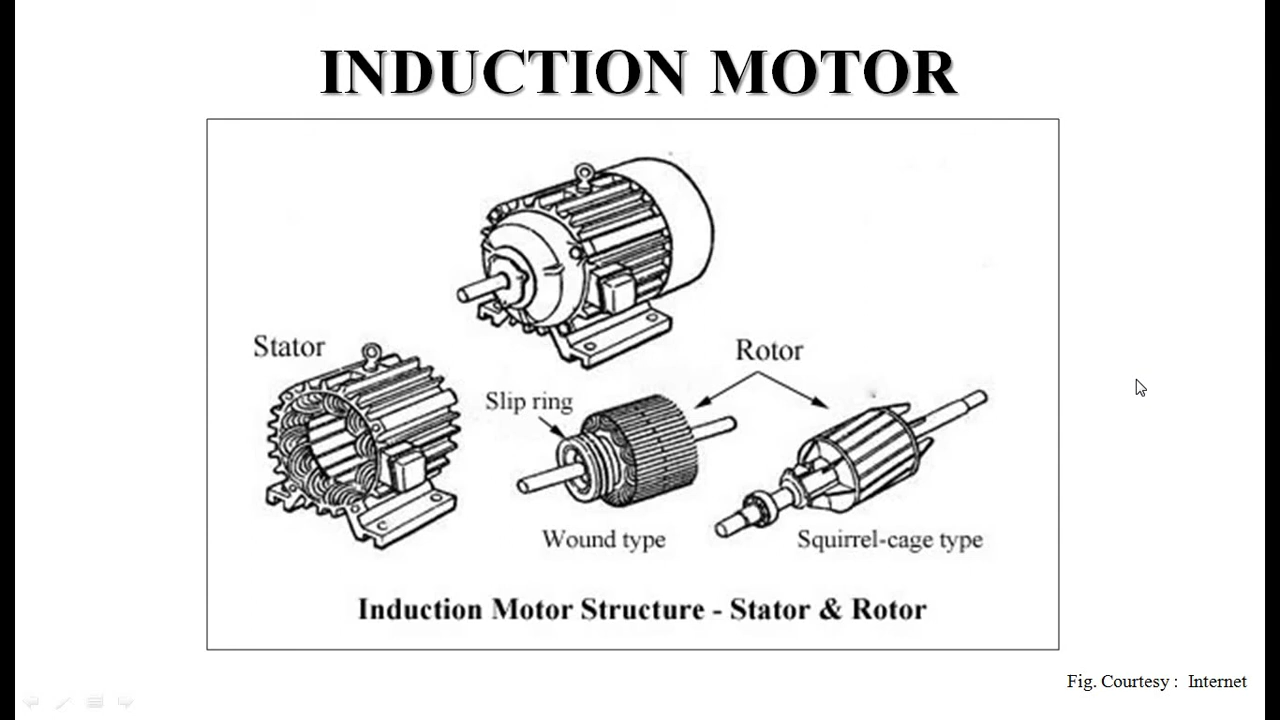 INDUCTION MOTOR
Stator
Rotor
Slip ring
Wound type
Squirrel-cage type
Induction Motor Structure - Stator & Rotor
Fig. Courtesy : Internet